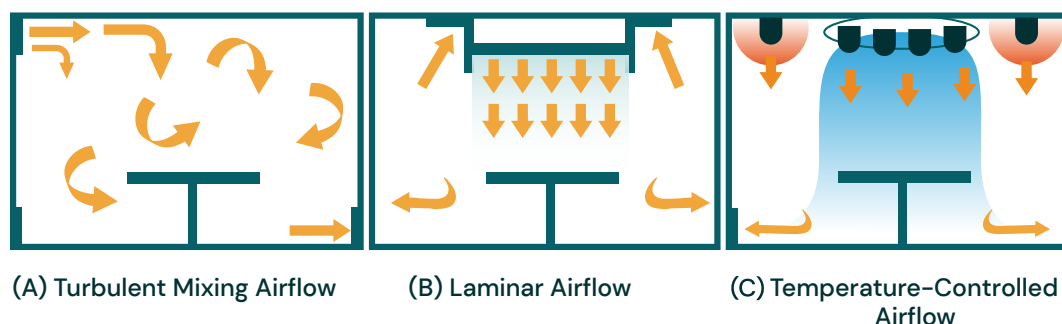 (A) Turbulent Mixing Airflow
(B) Laminar Airflow
(C) Temperature-Controlled
Airflow